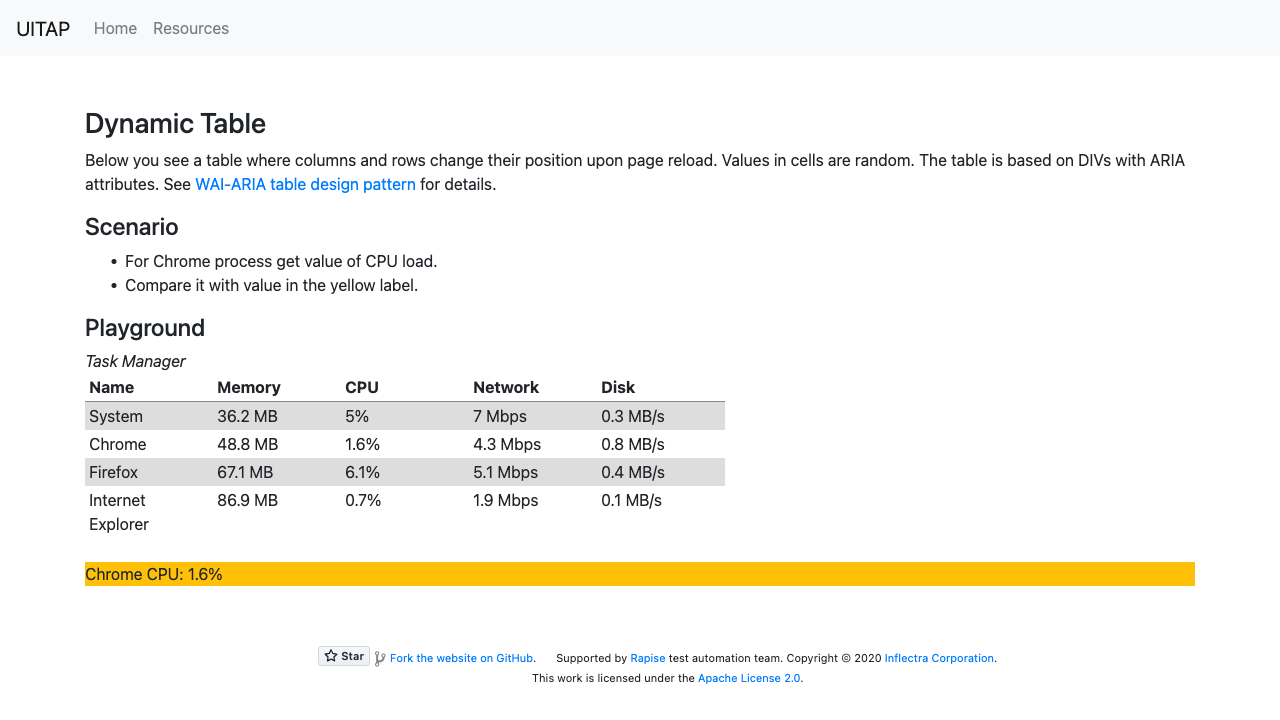 UITAP Home Resources
Dynamic Table
Below you see a table where columns and rows change their position upon page reload. Values in cells are random. The table is based on DIVs with ARIA
attributes. See WAI-ARIA table design pattern for details.
Scenario
• For Chrome process get value of CPU load.
• Compare it with value in the yellow label.
Playground
Task Manager
Name Memory CPU Network Disk
System 36.2 MB 5% 7 Mbps 0.3 MB/s
Chrome 48.8 MB 1.6% 4.3 Mbps 0.8 MB/s
Firefox 67.1 MB 6.1% 5.1 Mbps 0.4 MB/s
Internet 86.9 MB 0.7% 1.9 Mbps 0.1 MB/s
Explorer
Chrome CPU: 1.6%
Star Fork the website on GitHub. Supported by Rapise test automation team. Copyright © 2020 Inflectra Corporation.
This work is licensed under the Apache License 2.0.